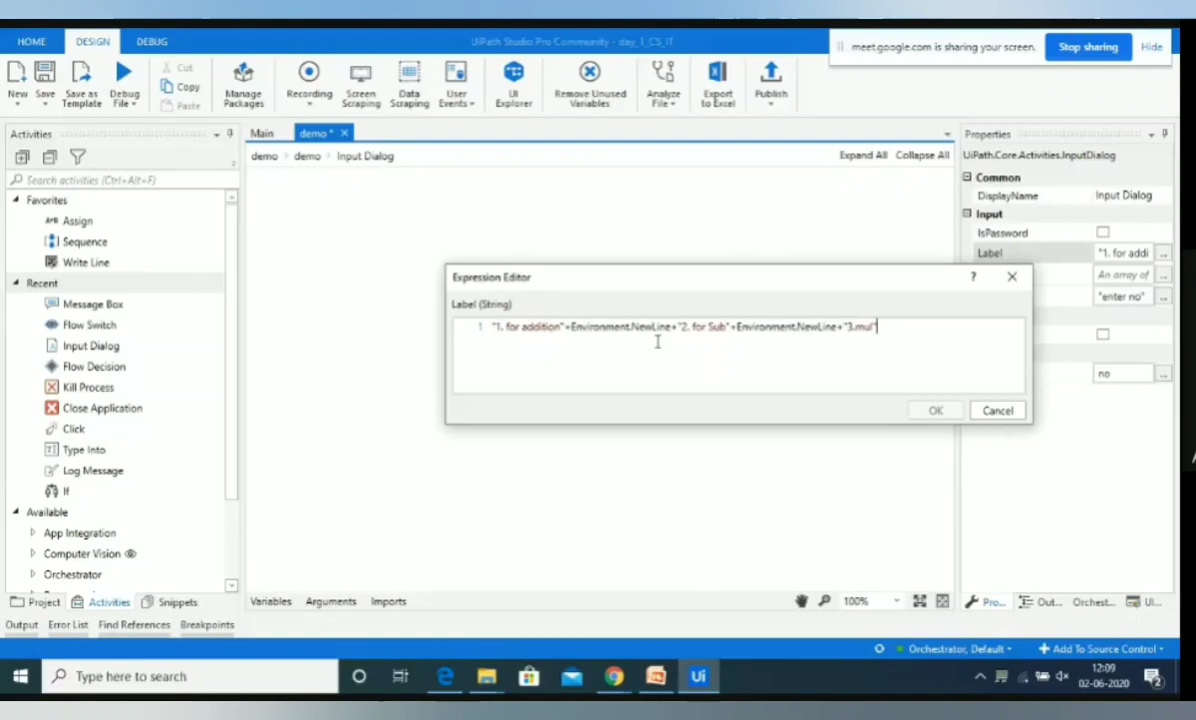 HOME DESIGN DEBUG
UiPath Studio Pro Community - day_1_CS_IT
meet.google.com is sharing your screen. Stop sharing Hide
New Save Save as Template Debug File Cut Copy Paste Manage Packages Recording Screen Scraping Data Scraping User Events UI Explorer Remove Unused Variables Analyze File Export to Excel Publish
Activities
Search activities (Ctrl+Alt+F)
Favorites
Assign
Sequence
Write Line
Recent
Message Box
Flow Switch
Input Dialog
Flow Decision
Kill Process
Close Application
Click
Type Into
Log Message
If
Available
App Integration
Computer Vision
Orchestrator
Project Activities Snippets
Main demo *
demo > demo > Input Dialog Expand All Collapse All
Expression Editor ?
Label (String)
1 "1. for addition"+Environment.NewLine+"2. for Sub"+Environment.NewLine+"3.mul"
OK Cancel
Properties
UiPath.Core.Activities.InputDialog
Common
DisplayName Input Dialog
Input
IsPassword
Label "1. for addi ...
An array of ...
"enter no" ...
no ...
Variables Arguments Imports 100%
Pro... Out... Orchest... UI...
Output Error List Find References Breakpoints
Orchestrator, Default Add To Source Control
Type here to search
Ui
12:09
02-06-2020
2